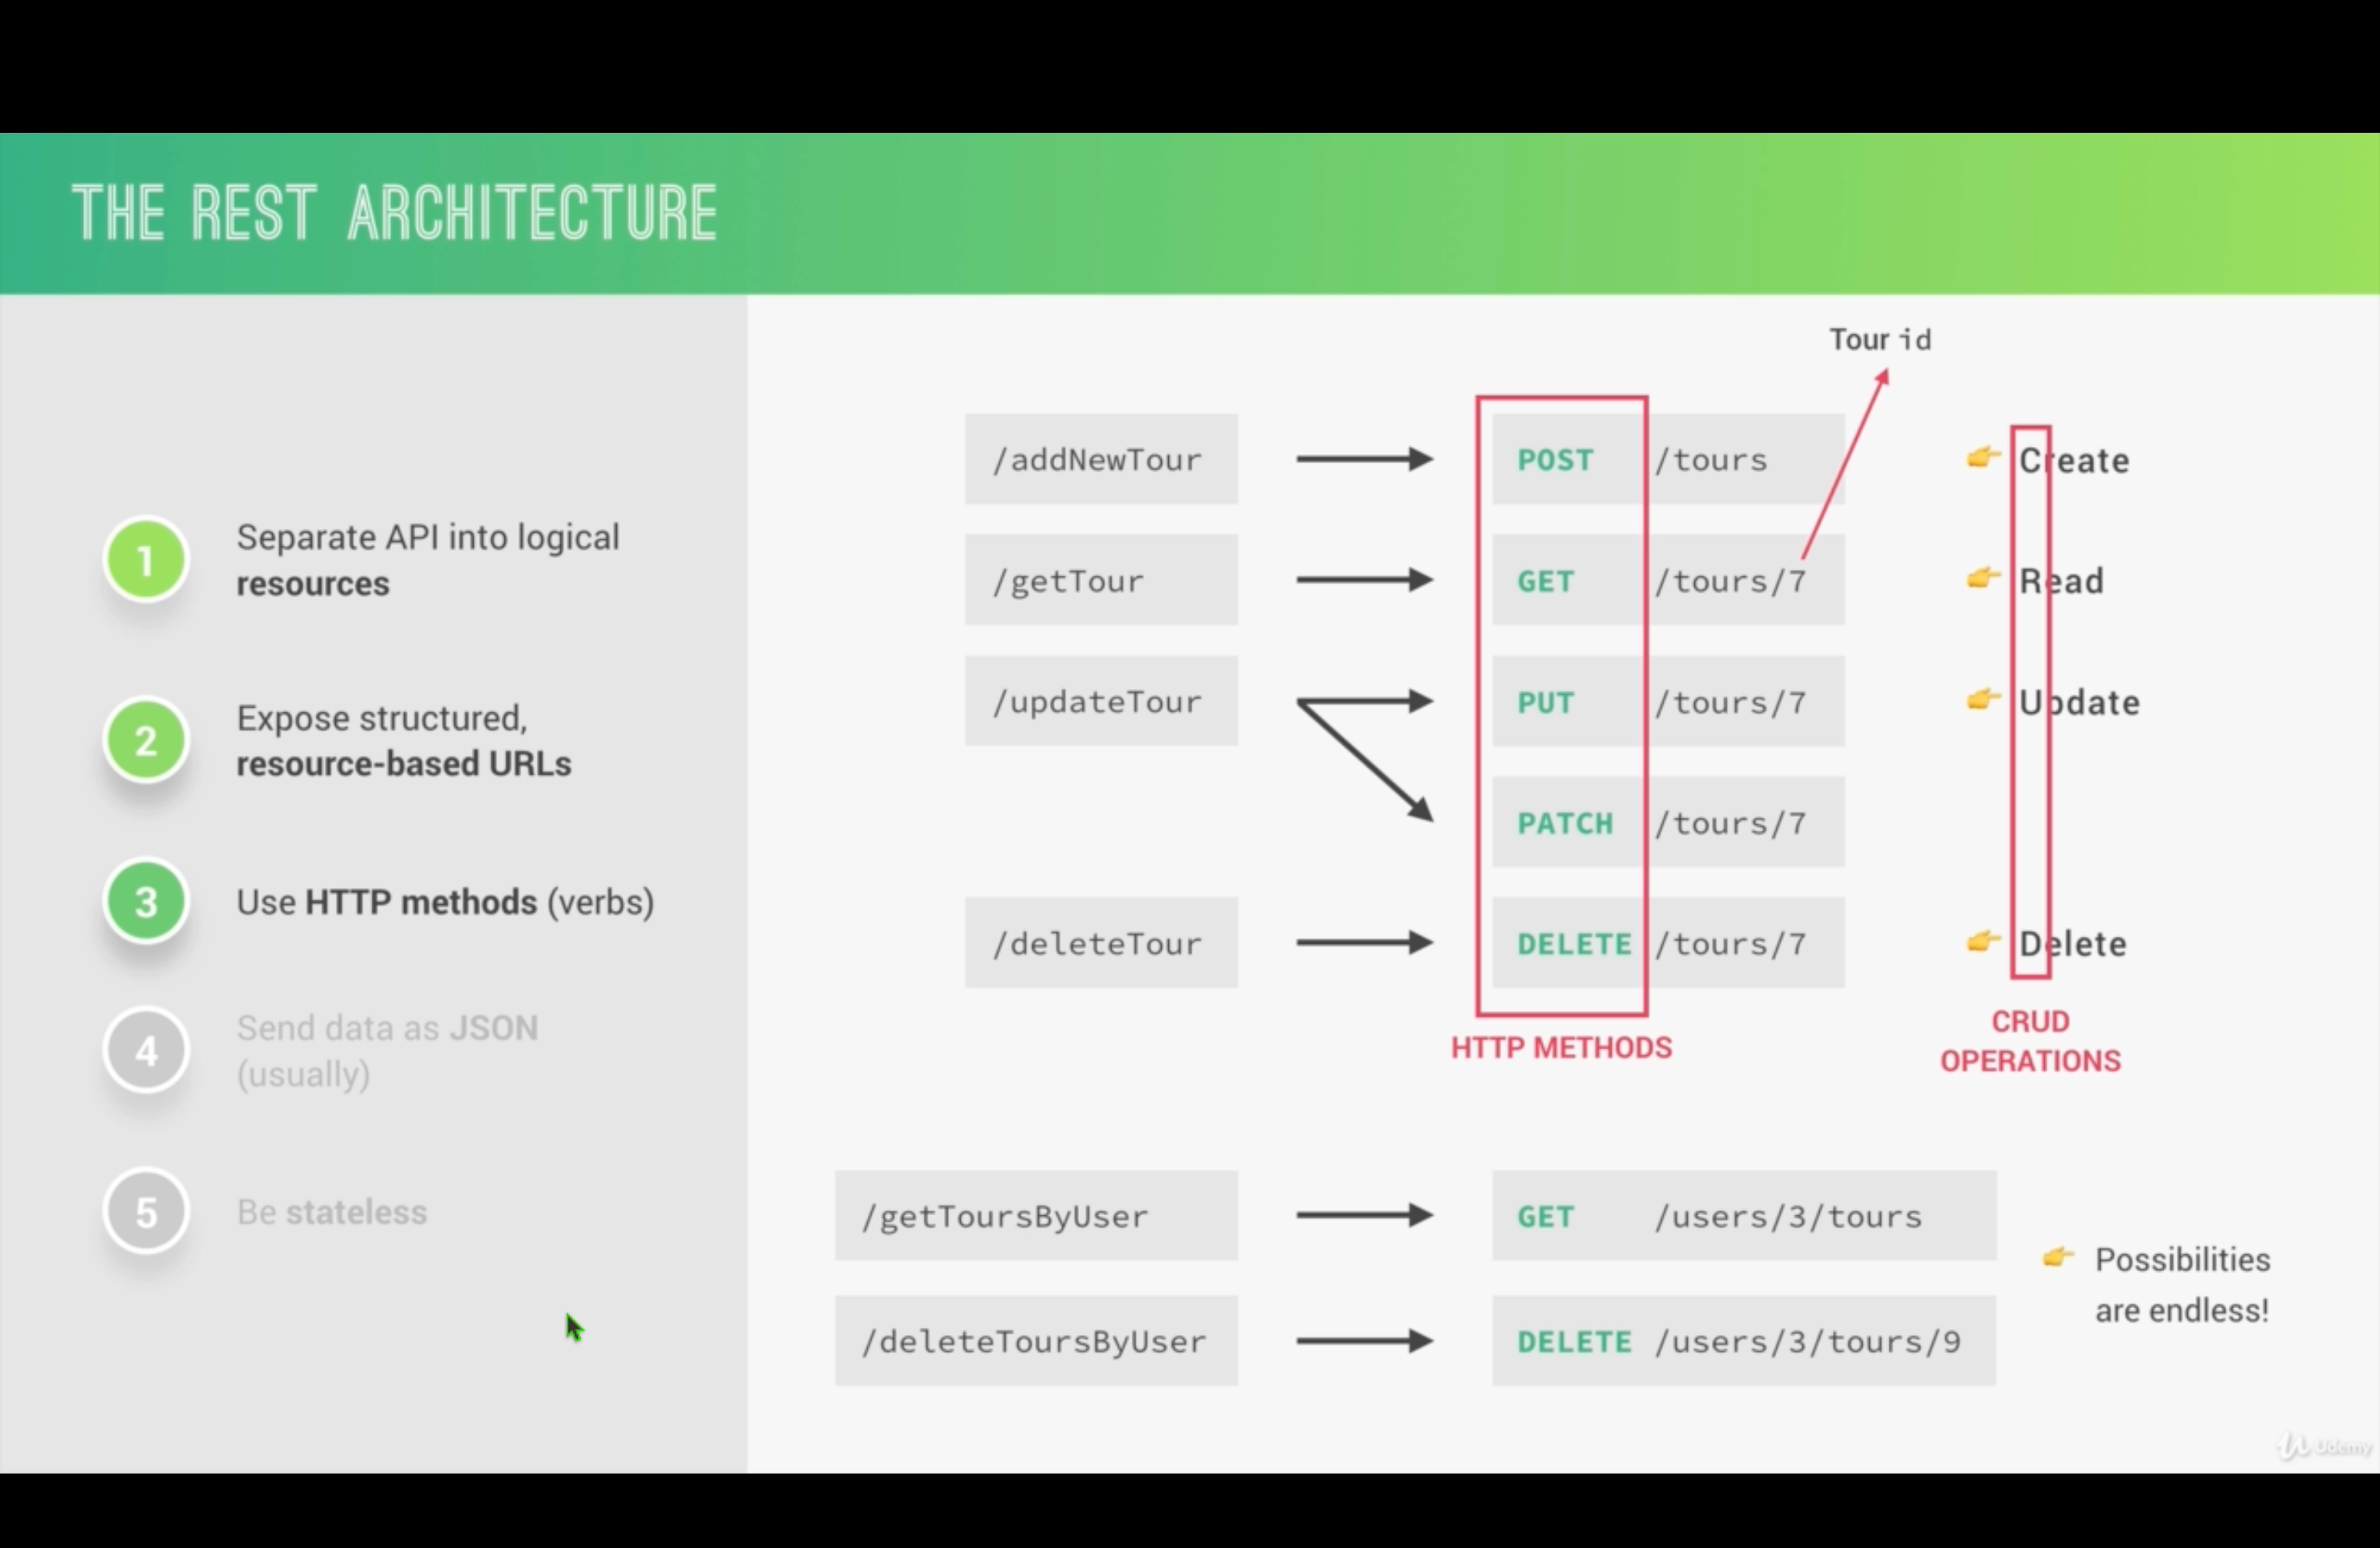 THE REST ARCHITECTURE
1 Separate API into logical
resources
2 Expose structured,
resource-based URLs
3 Use HTTP methods (verbs)
4 Send data as JSON
(usually)
5 Be stateless
Tour id
/addNewTour POST /tours 👉 Create
/getTour GET /tours/7 👉 Read
/updateTour PUT /tours/7 👉 Update
PATCH /tours/7
/deleteTour DELETE /tours/7 👉 Delete
HTTP METHODS
CRUD
OPERATIONS
/getToursByUser GET /users/3/tours
/deleteToursByUser DELETE /users/3/tours/9
👉 Possibilities
are endless!
Udemy